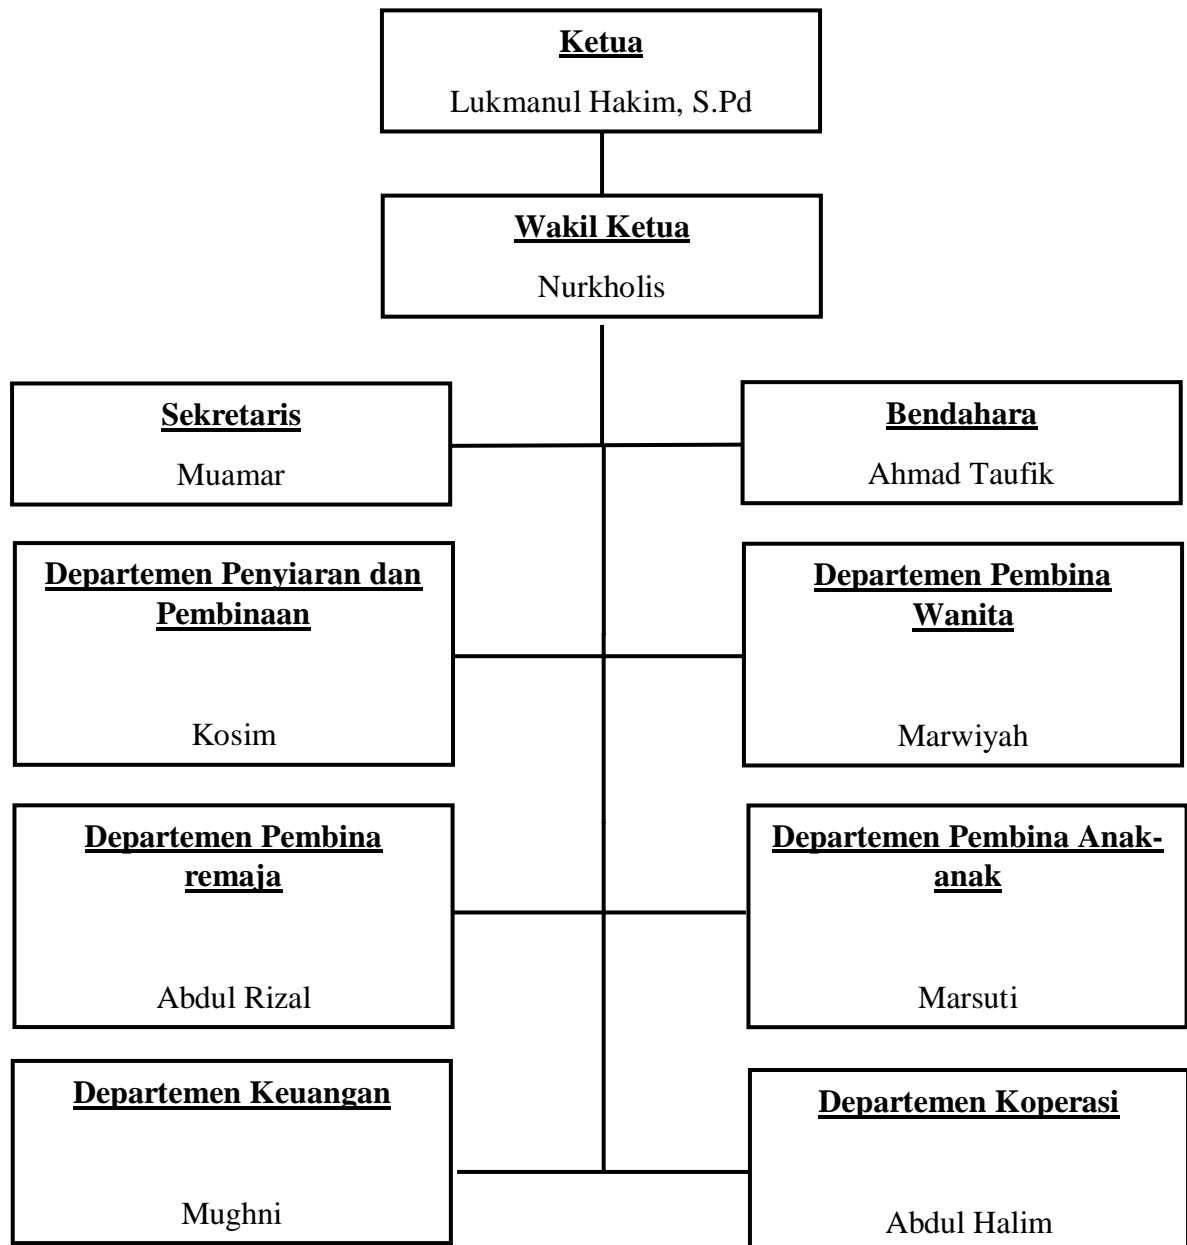 Ketua
Lukmanul Hakim, S.Pd
Wakil Ketua
Nurkholis
Sekretaris
Muamar
Bendahara
Ahmad Taufik
Departemen Penyiaran dan
Pembinaan
Kosim
Departemen Pembina
Wanita
Marwiyah
Departemen Pembina
remaja
Abdul Rizal
Departemen Pembina Anak-
anak
Marsuti
Departemen Keuangan
Mughni
Departemen Koperasi
Abdul Halim